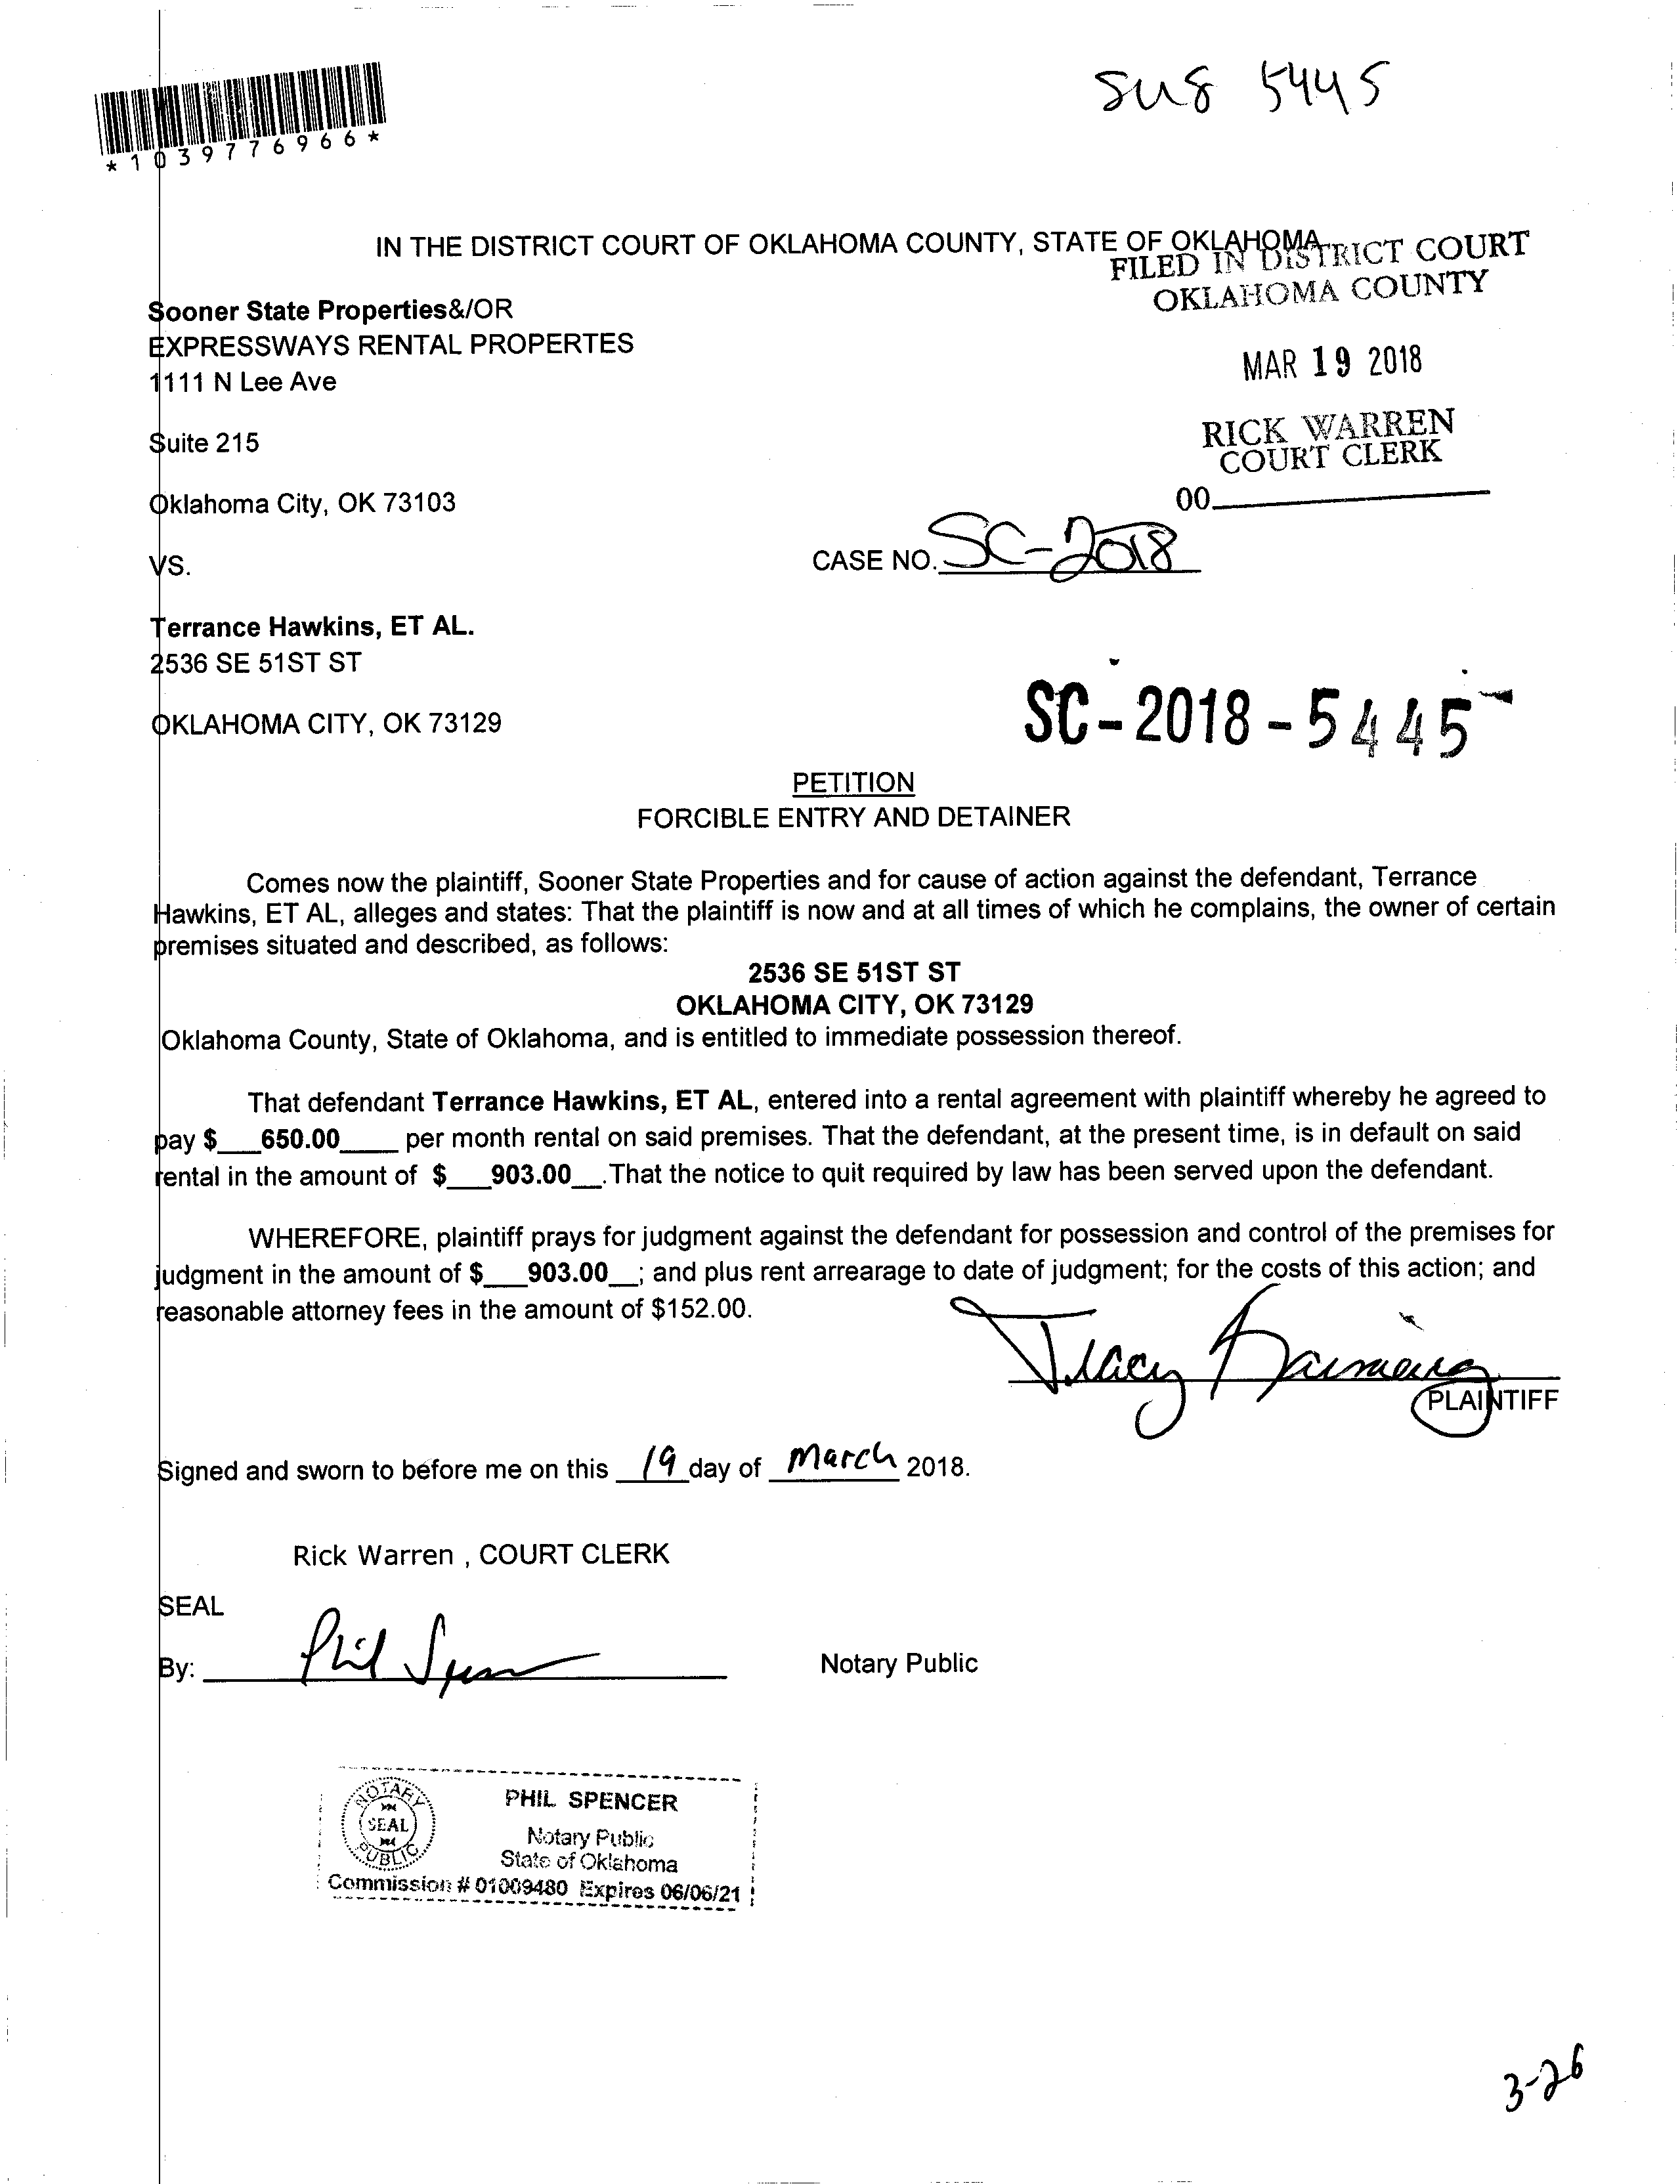 *1039776966*
5445
IN THE DISTRICT COURT OF OKLAHOMA COUNTY, STATE OF OKLAHOMA
FILED IN DISTRICT COURT
OKLAHOMA COUNTY
MAR 19 2018
RICK WARREN
COURT CLERK
00
Sooner State Properties&/OR
EXPRESSWAYS RENTAL PROPERTES
1111 N Lee Ave
Suite 215
Oklahoma City, OK 73103
VS.
CASE NO. SC-2018
Terrance Hawkins, ET AL.
2536 SE 51ST ST
OKLAHOMA CITY, OK 73129
SC-2018-5445
PETITION
FORCIBLE ENTRY AND DETAINER
Comes now the plaintiff, Sooner State Properties and for cause of action against the defendant, Terrance
Hawkins, ET AL, alleges and states: That the plaintiff is now and at all times of which he complains, the owner of certain
premises situated and described, as follows:
2536 SE 51ST ST
OKLAHOMA CITY, OK 73129
Oklahoma County, State of Oklahoma, and is entitled to immediate possession thereof.
That defendant Terrance Hawkins, ET AL, entered into a rental agreement with plaintiff whereby he agreed to
pay $___650.00____ per month rental on said premises. That the defendant, at the present time, is in default on said
rental in the amount of $___903.00__.That the notice to quit required by law has been served upon the defendant.
WHEREFORE, plaintiff prays for judgment against the defendant for possession and control of the premises for
judgment in the amount of $___903.00__; and plus rent arrearage to date of judgment; for the costs of this action; and
reasonable attorney fees in the amount of $152.00.
Tracy
PLAINTIFF
Signed and sworn to before me on this 19 day of March 2018.
Rick Warren , COURT CLERK
SEAL
By: Phil Spencer Notary Public
NOTARY
SEAL
PUBLIC
PHIL SPENCER
Notary Public
State of Oklahoma
Commission # 01009480 Expires 06/06/21
3-26